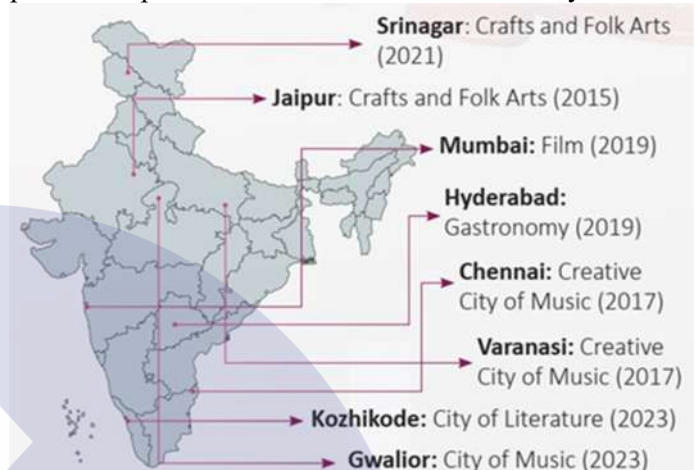 Srinagar: Crafts and Folk Arts
(2021)
Jaipur: Crafts and Folk Arts (2015)
Mumbai: Film (2019)
Hyderabad:
Gastronomy (2019)
Chennai: Creative
City of Music (2017)
Varanasi: Creative
City of Music (2017)
Kozhikode: City of Literature (2023)
Gwalior: City of Music (2023)